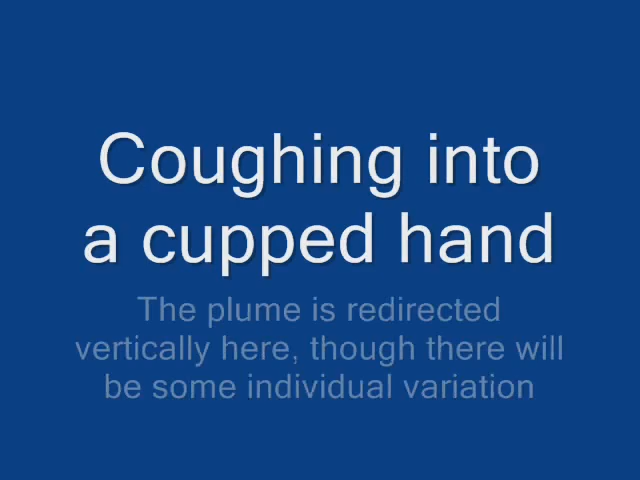 Coughing into
a cupped hand
The plume is redirected
vertically here, though there will
be some individual variation